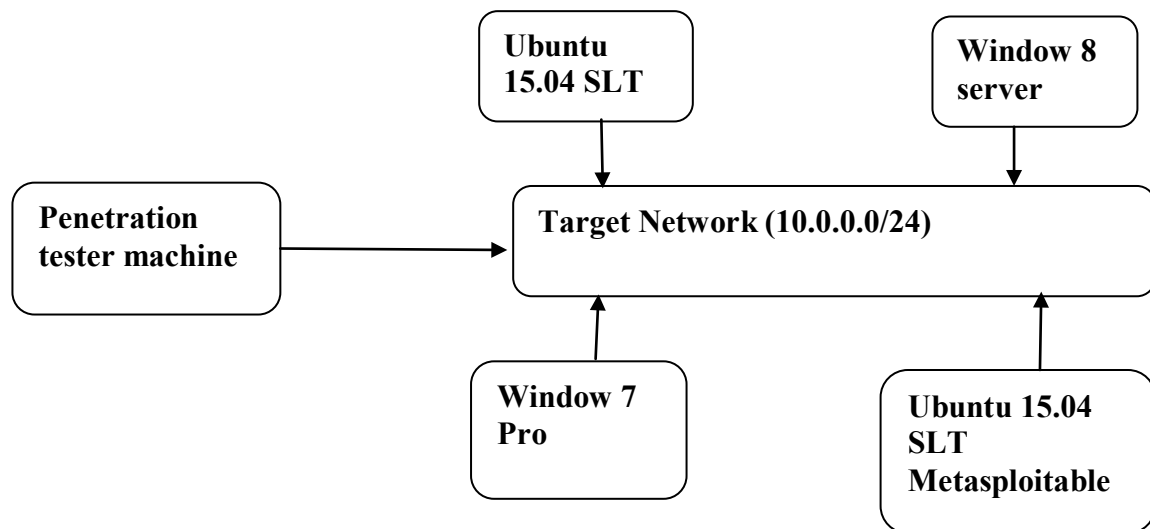 Ubuntu
15.04 SLT
Window 8
server
Penetration
tester machine
Target Network (10.0.0.0/24)
Window 7
Pro
Ubuntu 15.04
SLT
Metasploitable